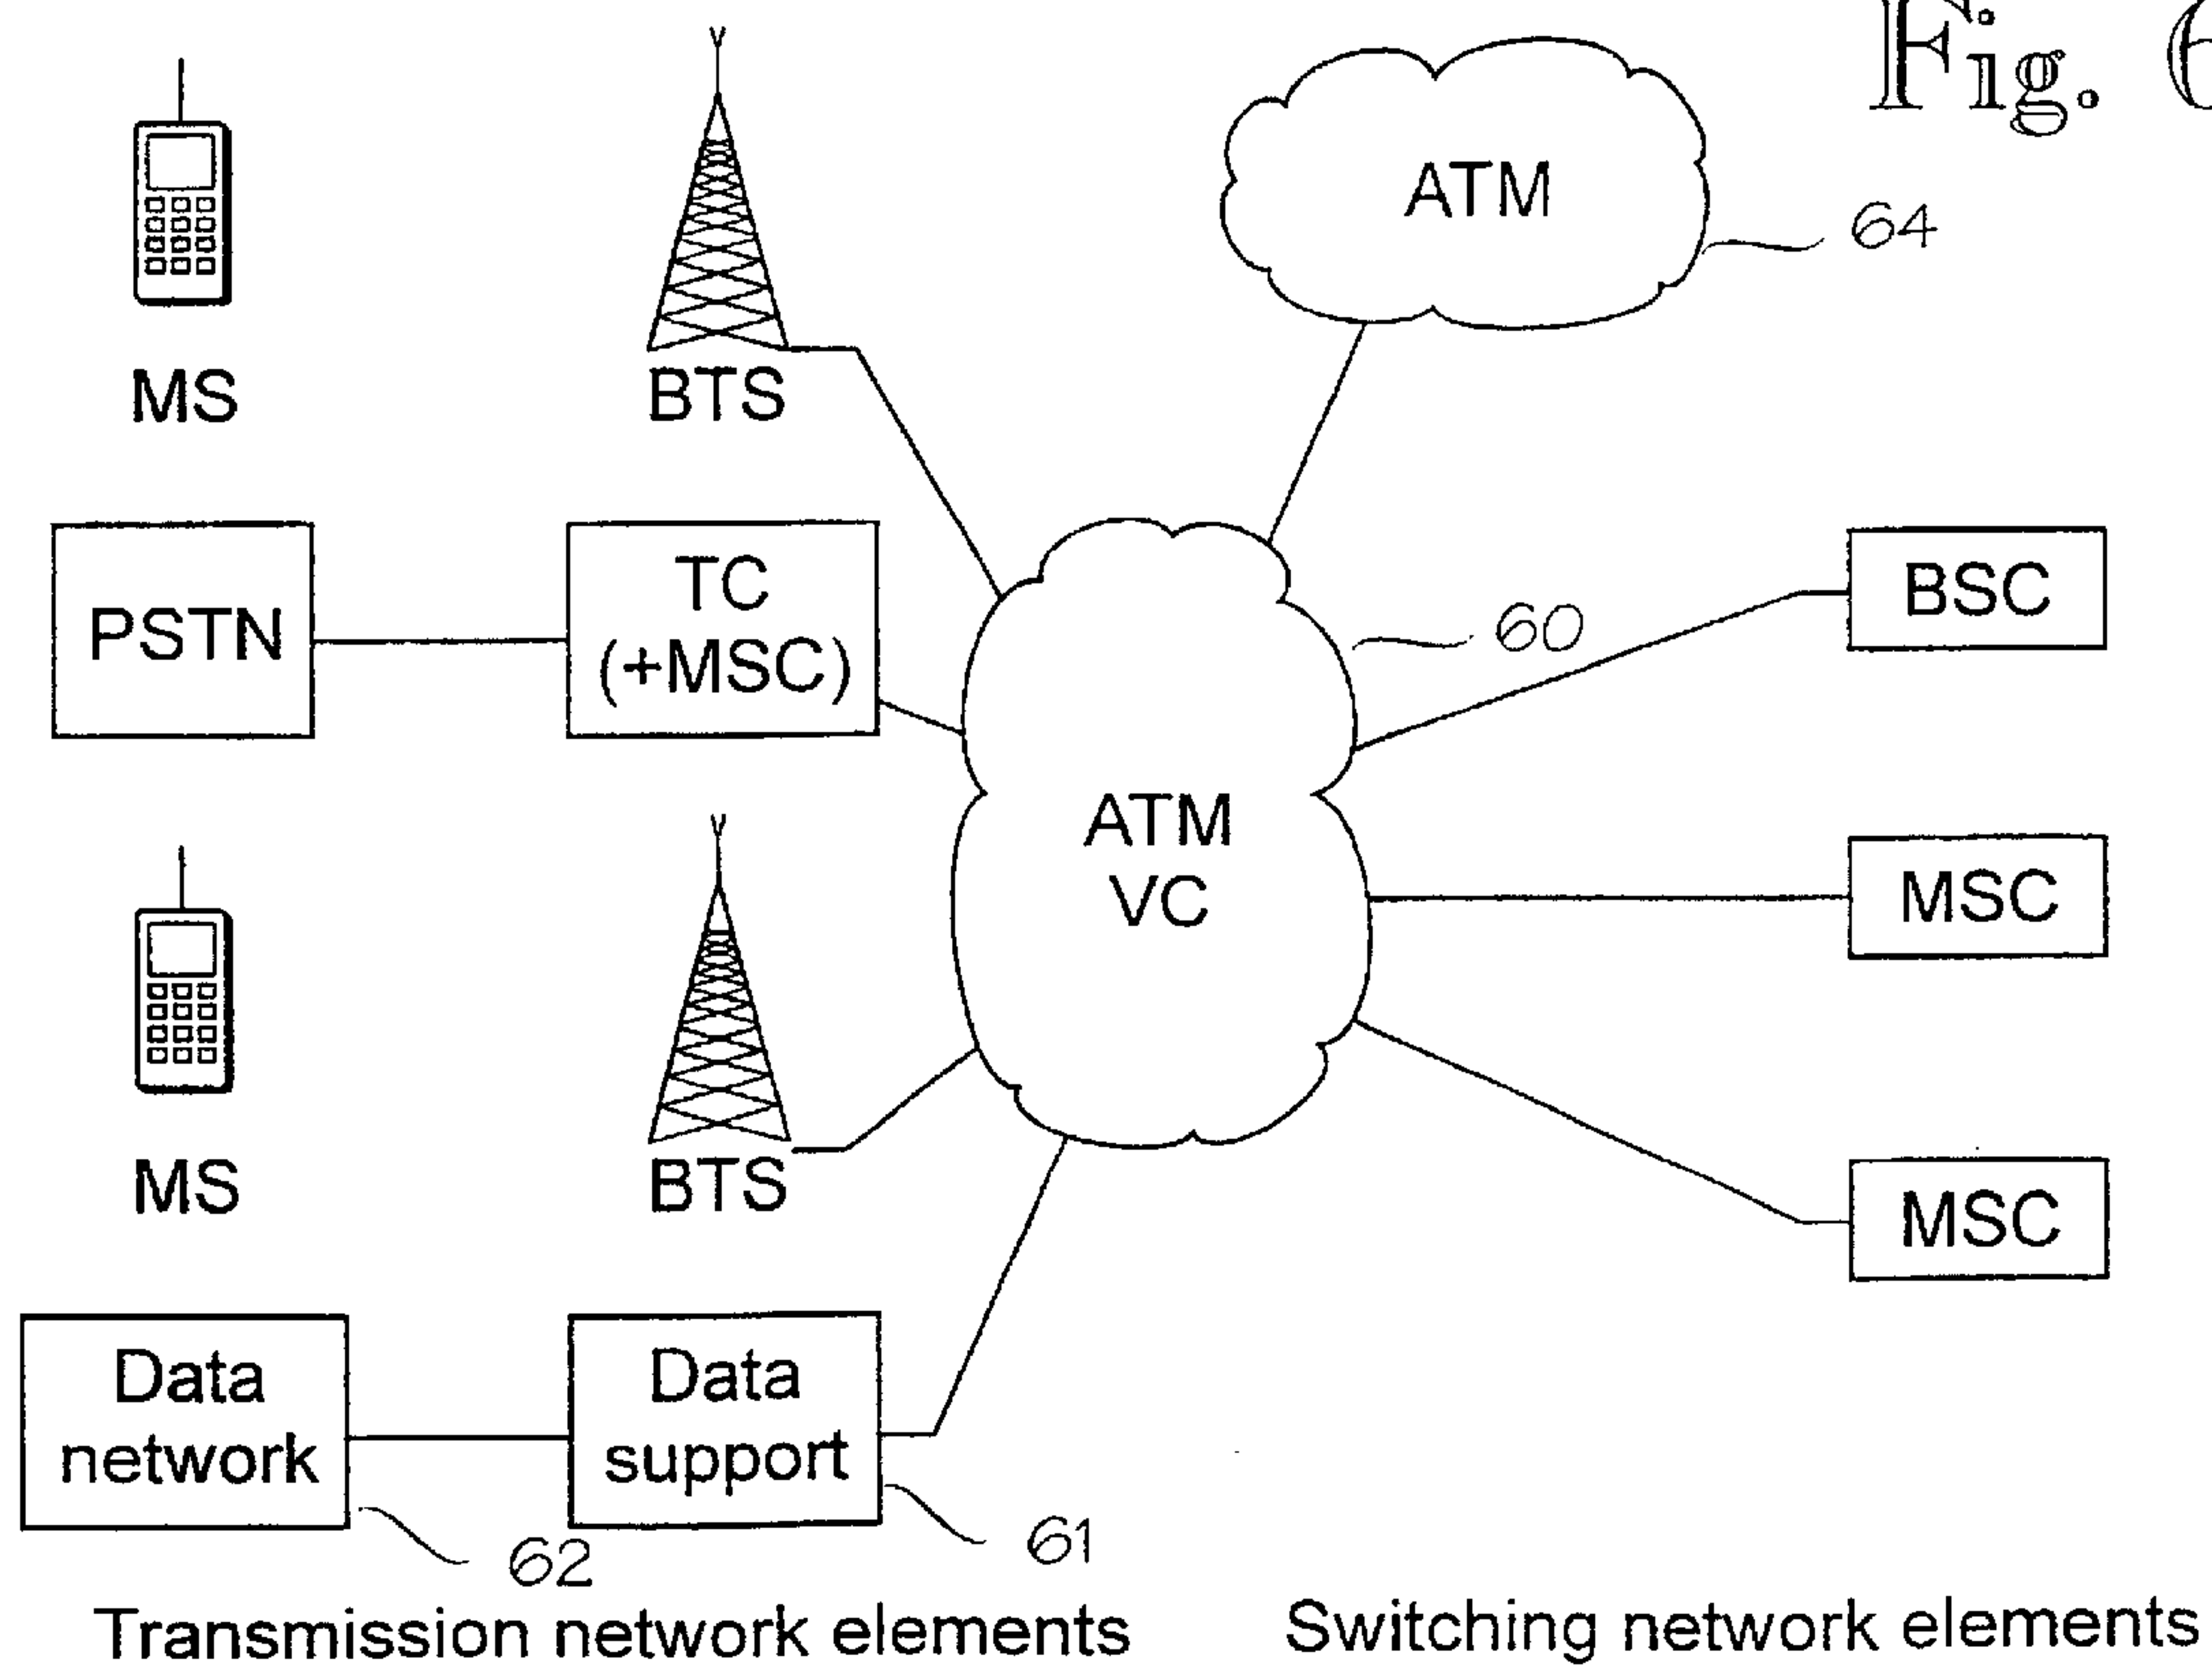 Fig. 6
ATM
64
MS
BTS
PSTN
TC
(+MSC)
60
BSC
ATM
VC
MSC
MS
BTS
MSC
Data
network
Data
support
62
61
Transmission network elements
Switching network elements